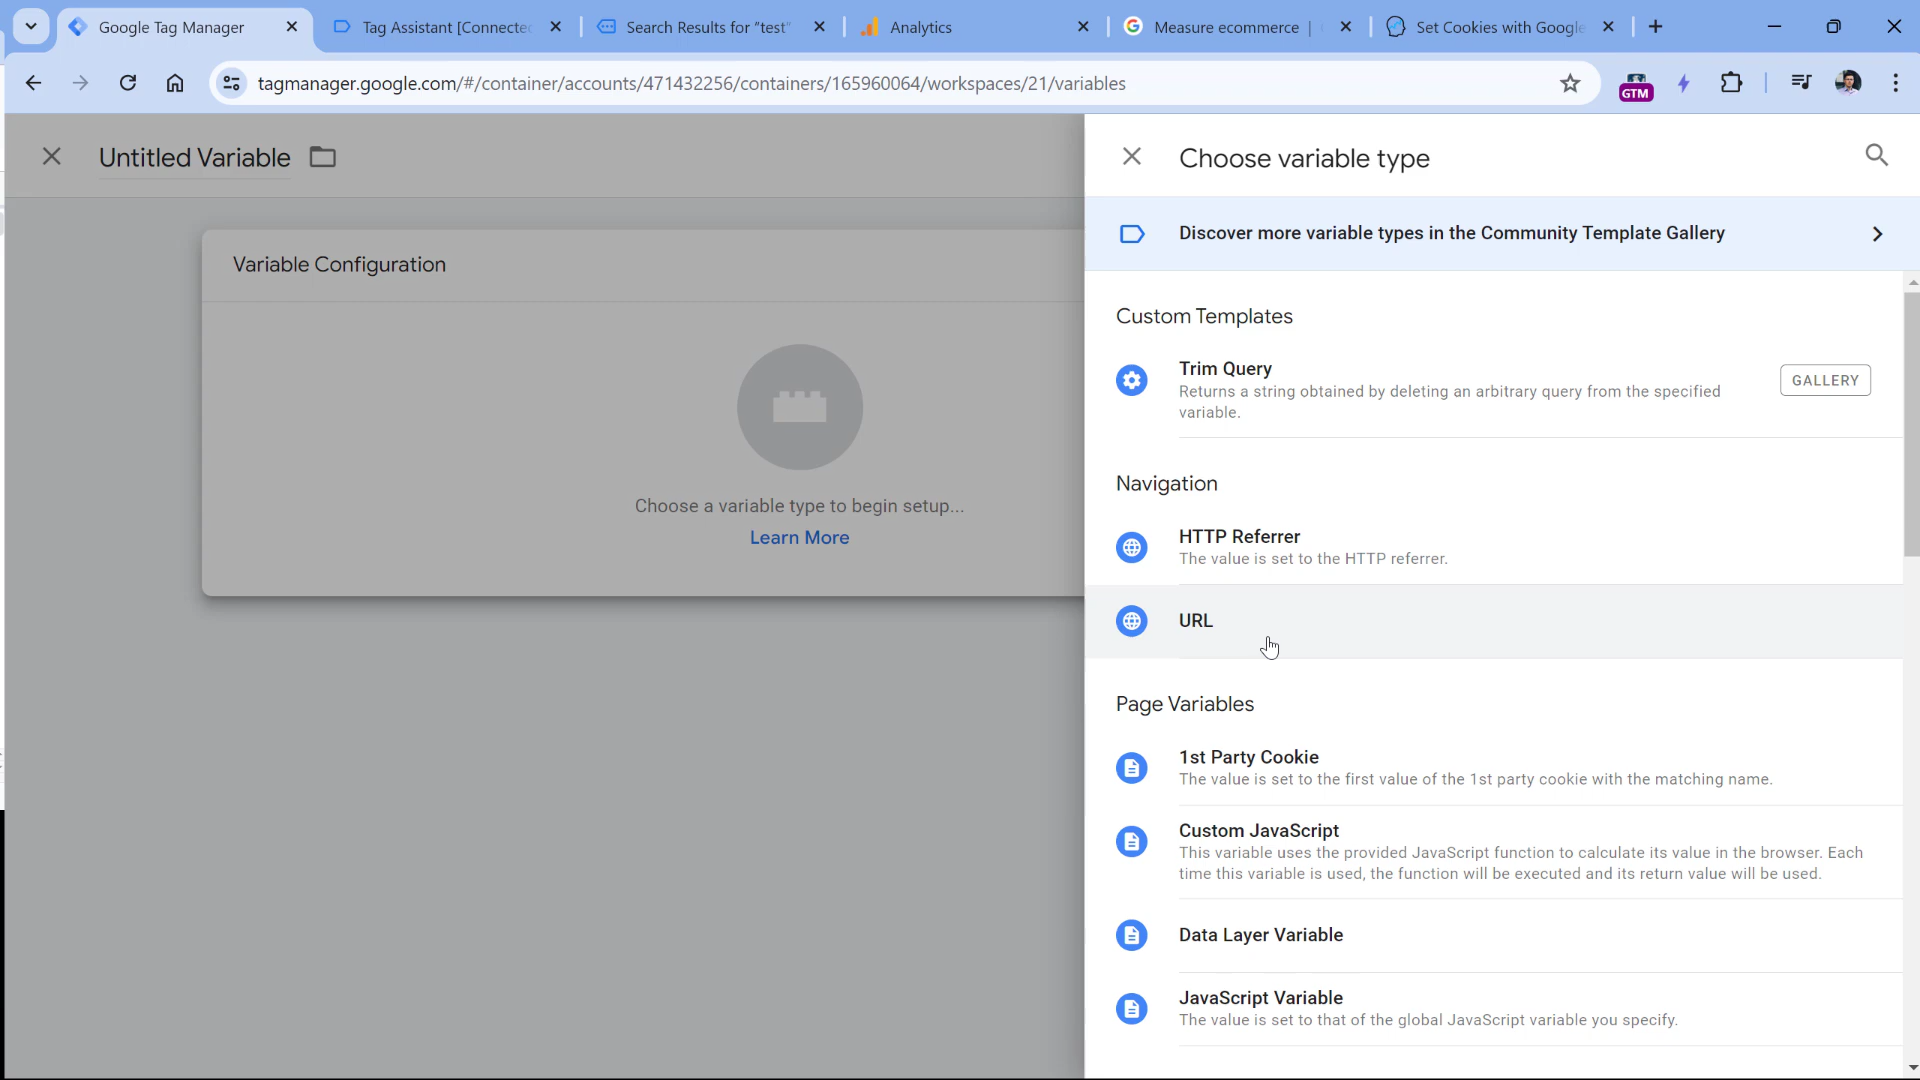 Google Tag Manager
Tag Assistant [Connected
Search Results for "test"
Analytics
Measure ecommerce |
Set Cookies with Google
tagmanager.google.com/#/container/accounts/471432256/containers/165960064/workspaces/21/variables
GTM
Untitled Variable
Variable Configuration
Choose a variable type to begin setup...
Learn More
Choose variable type
Discover more variable types in the Community Template Gallery
Custom Templates
Trim Query
Returns a string obtained by deleting an arbitrary query from the specified
variable.
GALLERY
Navigation
HTTP Referrer
The value is set to the HTTP referrer.
URL
Page Variables
1st Party Cookie
The value is set to the first value of the 1st party cookie with the matching name.
Custom JavaScript
This variable uses the provided JavaScript function to calculate its value in the browser. Each
time this variable is used, the function will be executed and its return value will be used.
Data Layer Variable
JavaScript Variable
The value is set to that of the global JavaScript variable you specify.